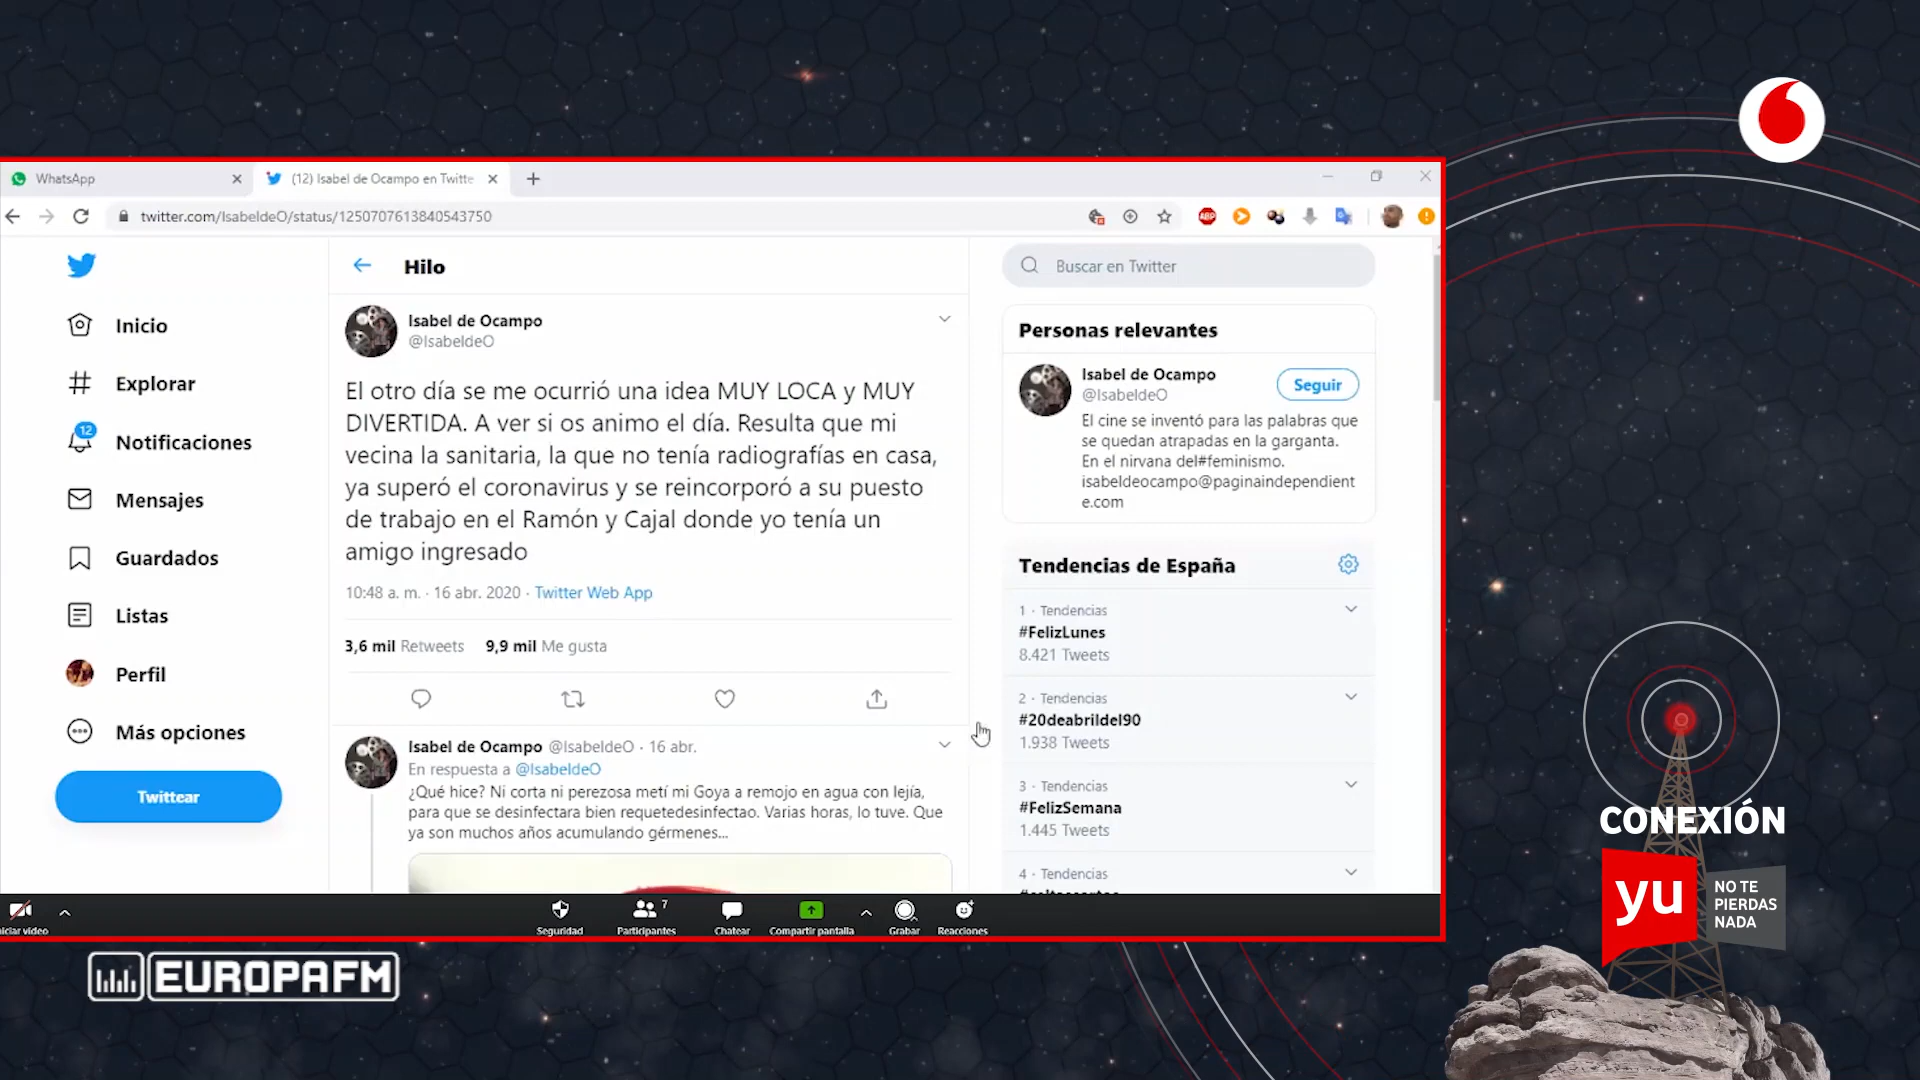 WhatsApp
(12) Isabel de Ocampo en Twitte
twitter.com/IsabeldeO/status/1250707613840543750
ABP
Inicio
Explorar
12
Notificaciones
Mensajes
Guardados
Listas
Perfil
Más opciones
Twittear
Hilo
Isabel de Ocampo
@IsabeldeO
El otro día se me ocurrió una idea MUY LOCA y MUY
DIVERTIDA. A ver si os animo el día. Resulta que mi
vecina la sanitaria, la que no tenía radiografías en casa,
ya superó el coronavirus y se reincorporó a su puesto
de trabajo en el Ramón y Cajal donde yo tenía un
amigo ingresado
10:48 a. m. · 16 abr. 2020 · Twitter Web App
3,6 mil Retweets 9,9 mil Me gusta
Isabel de Ocampo @IsabeldeO · 16 abr.
En respuesta a @IsabeldeO
¿Qué hice? Ni corta ni perezosa metí mi Goya a remojo en agua con lejía,
para que se desinfectara bien requetedesinfectao. Varias horas, lo tuve. Que
ya son muchos años acumulando gérmenes...
Buscar en Twitter
Personas relevantes
Isabel de Ocampo
@IsabeldeO
Seguir
El cine se inventó para las palabras que
se quedan atrapadas en la garganta.
En el nirvana del#feminismo.
isabeldeocampo@paginaindependient
e.com
Tendencias de España
1 · Tendencias
#FelizLunes
8.421 Tweets
2 · Tendencias
#20deabrildel90
1.938 Tweets
3 · Tendencias
#FelizSemana
1.445 Tweets
4 · Tendencias
iciar video
Seguridad
7
Participantes
Chatear
Compartir pantalla
Grabar
Reacciones
EUROPAFM
CONEXIÓN
yu
NO TE
PIERDAS
NADA